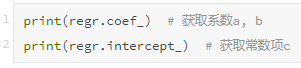 1 print(regr.coef_)  # 获取系数a, b
2 print(regr.intercept_)  # 获取常数项c